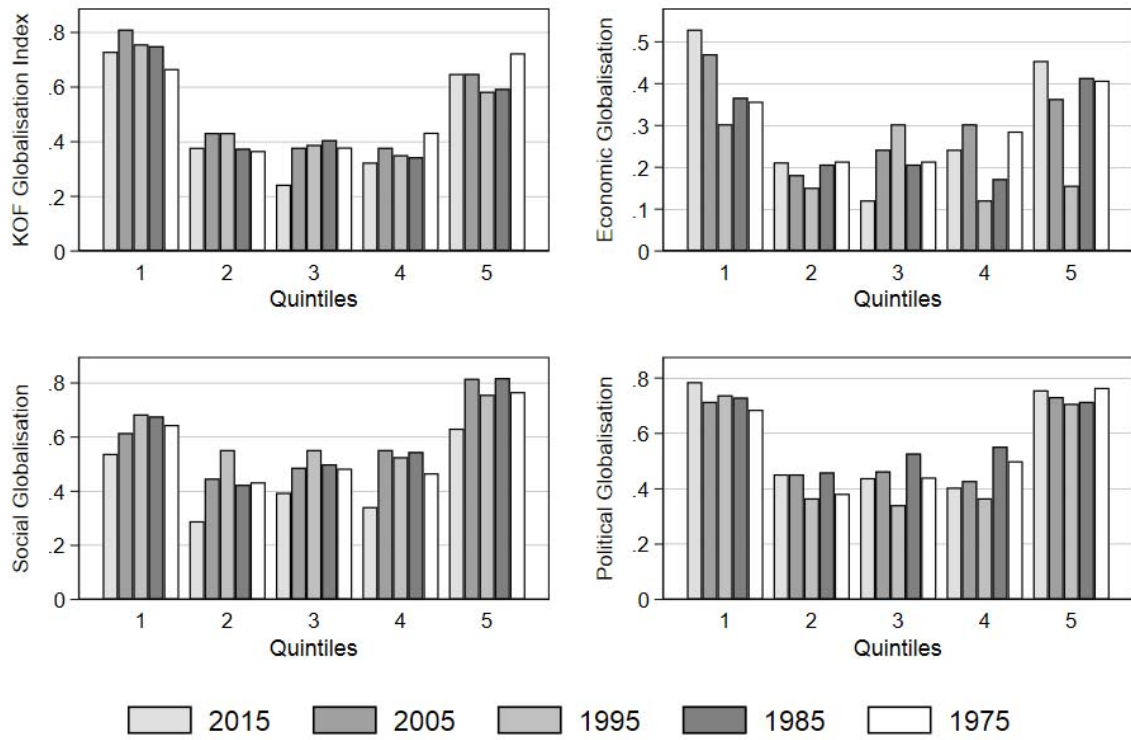 KOF Globalisation Index
.8
.6
.4
.2
0
1 2 3 4 5
Quintiles
Economic Globalisation
.5
.4
.3
.2
.1
0
1 2 3 4 5
Quintiles
Social Globalisation
.8
.6
.4
.2
0
1 2 3 4 5
Quintiles
Political Globalisation
.8
.6
.4
.2
0
1 2 3 4 5
Quintiles
2015 2005 1995 1985 1975